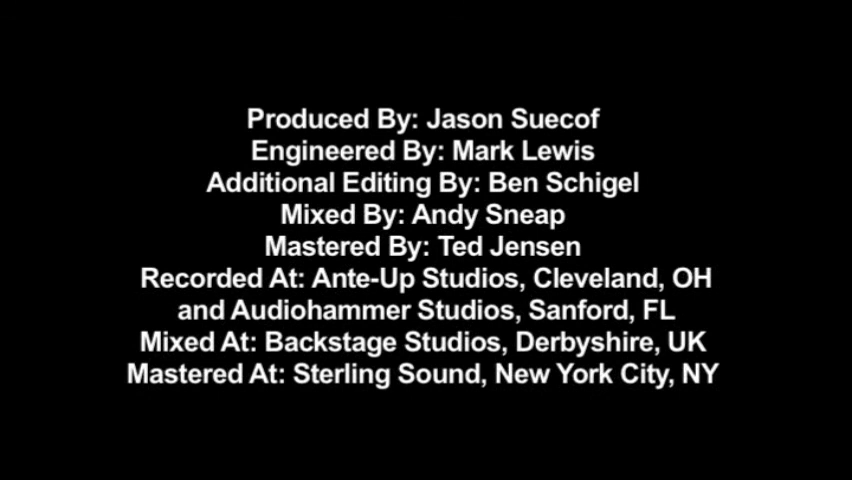 Produced By: Jason Suecof
Engineered By: Mark Lewis
Additional Editing By: Ben Schigel
Mixed By: Andy Sneap
Mastered By: Ted Jensen
Recorded At: Ante-Up Studios, Cleveland, OH
and Audiohammer Studios, Sanford, FL
Mixed At: Backstage Studios, Derbyshire, UK
Mastered At: Sterling Sound, New York City, NY